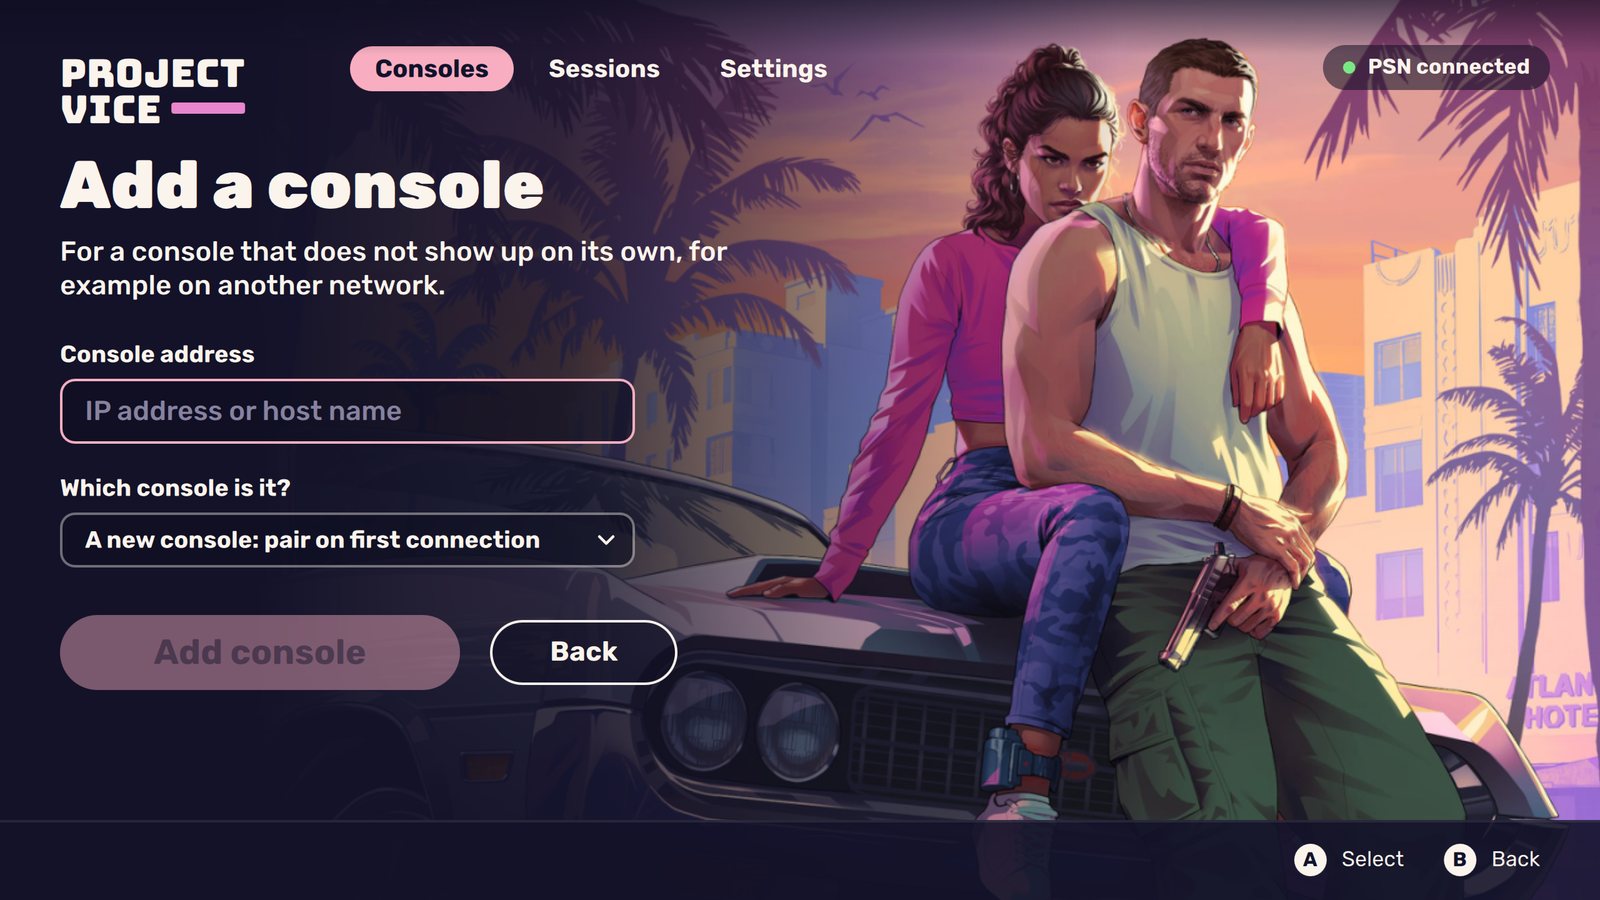 PROJECT
VICE
Consoles
Sessions
Settings
PSN connected
Add a console
For a console that does not show up on its own, for
example on another network.
Console address
IP address or host name
Which console is it?
A new console: pair on first connection
Add console
Back
HOTE
A Select
B Back